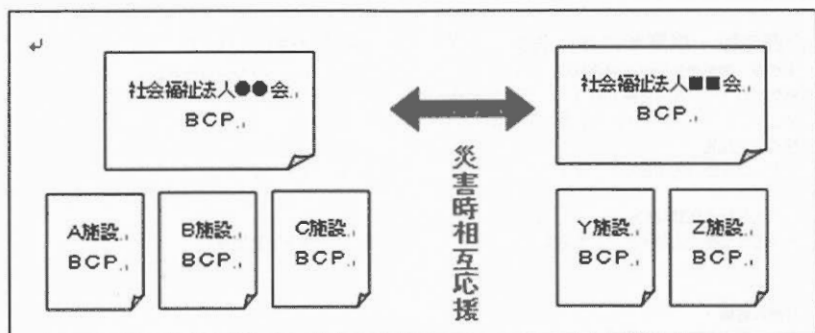 社会福祉法人●●会
BCP
社会福祉法人■■会
BCP
災害時相互応援
A施設
BCP
B施設
BCP
C施設
BCP
Y施設
BCP
Z施設
BCP